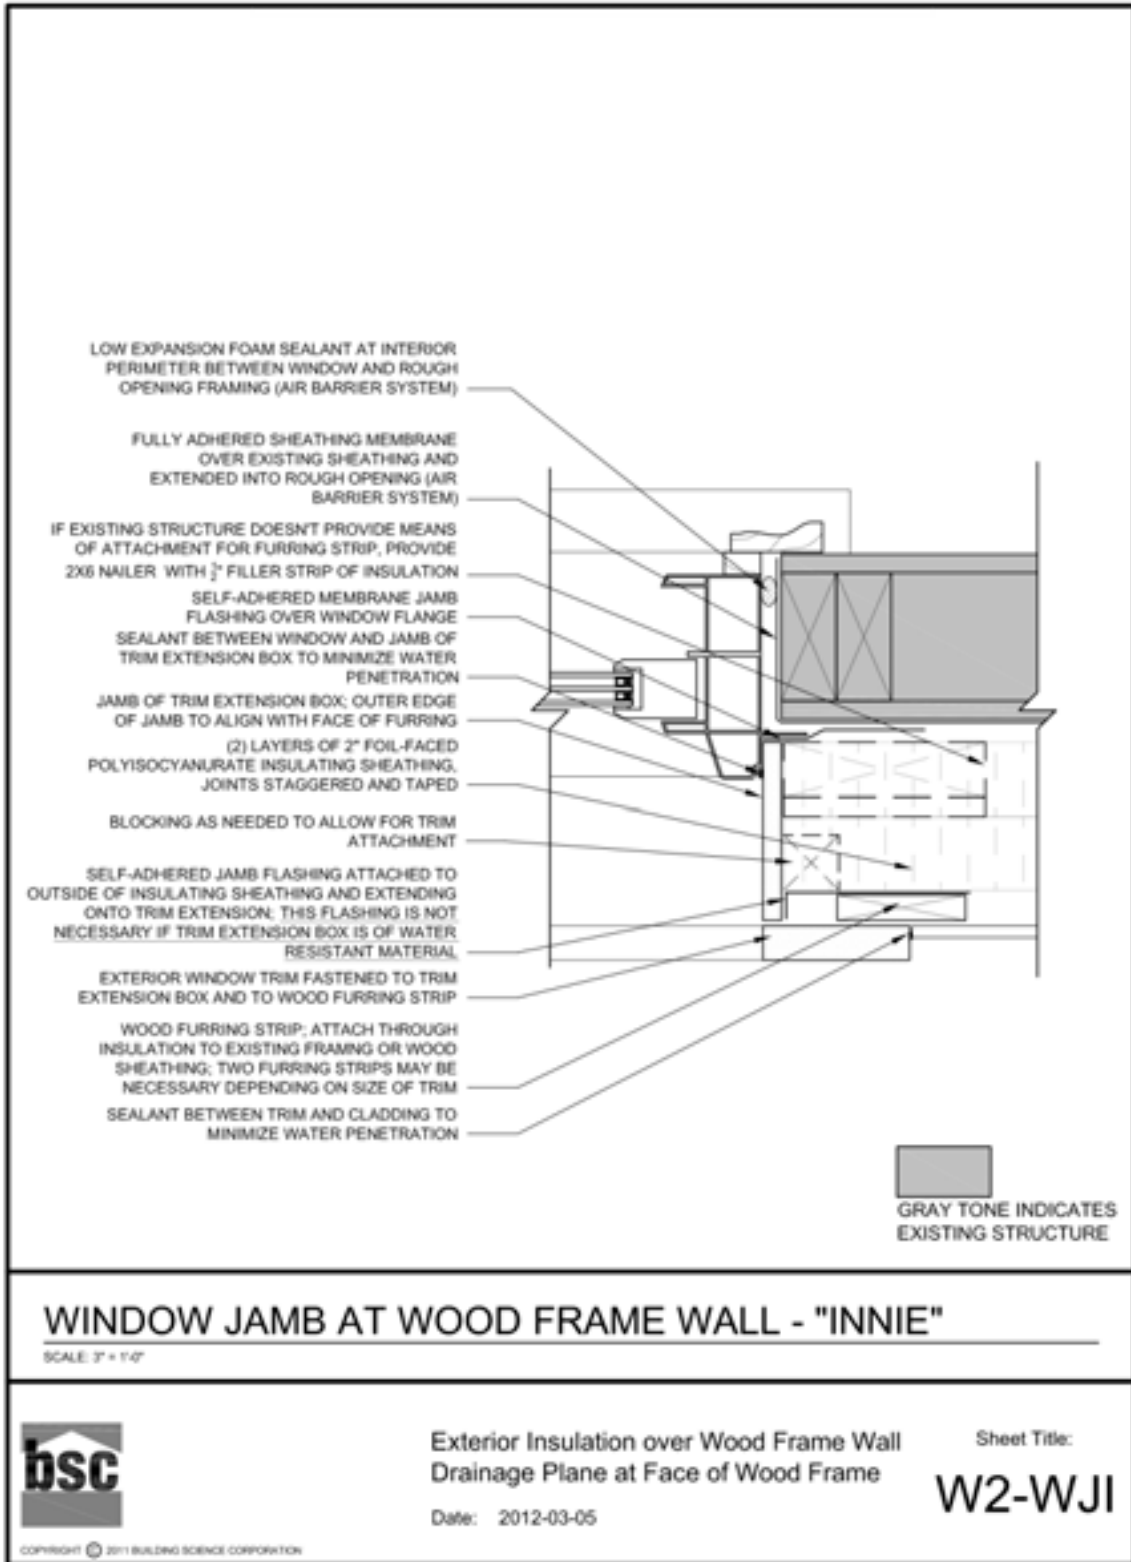 LOW EXPANSION FOAM SEALANT AT INTERIOR
PERIMETER BETWEEN WINDOW AND ROUGH
OPENING FRAMING (AIR BARRIER SYSTEM)
FULLY ADHERED SHEATHING MEMBRANE
OVER EXISTING SHEATHING AND
EXTENDED INTO ROUGH OPENING (AIR
BARRIER SYSTEM)
IF EXISTING STRUCTURE DOESN'T PROVIDE MEANS
OF ATTACHMENT FOR FURRING STRIP, PROVIDE
2X6 NAILER WITH FILLER STRIP OF INSULATION
SELF-ADHERED MEMBRANE JAMB
FLASHING OVER WINDOW FLANGE
SEALANT BETWEEN WINDOW AND JAMB OF
TRIM EXTENSION BOX TO MINIMIZE WATER
PENETRATION
JAMB OF TRIM EXTENSION BOX; OUTER EDGE
OF JAMB TO ALIGN WITH FACE OF FURRING
(2) LAYERS OF 2" FOIL-FACED
POLYISOCYANURATE INSULATING SHEATHING,
JOINTS STAGGERED AND TAPED
BLOCKING AS NEEDED TO ALLOW FOR TRIM
ATTACHMENT
SELF-ADHERED JAMB FLASHING ATTACHED TO
OUTSIDE OF INSULATING SHEATHING AND EXTENDING
ONTO TRIM EXTENSION; THIS FLASHING IS NOT
NECESSARY IF TRIM EXTENSION BOX IS OF WATER
RESISTANT MATERIAL
EXTERIOR WINDOW TRIM FASTENED TO TRIM
EXTENSION BOX AND TO WOOD FURRING STRIP
WOOD FURRING STRIP; ATTACH THROUGH
INSULATION TO EXISTING FRAMNG OR WOOD
SHEATHING; TWO FURRING STRIPS MAY BE
NECESSARY DEPENDING ON SIZE OF TRIM
SEALANT BETWEEN TRIM AND CLADDING TO
MINIMIZE WATER PENETRATION
GRAY TONE INDICATES
EXISTING STRUCTURE
WINDOW JAMB AT WOOD FRAME WALL - "INNIE"
SCALE: 3" = 1'-0"
bsc
Exterior Insulation over Wood Frame Wall
Drainage Plane at Face of Wood Frame
Date: 2012-03-05
Sheet Title:
W2-WJI
COPYRIGHT © 2011 BUILDING SCIENCE CORPORATION